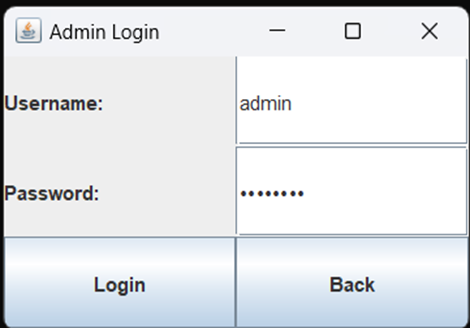 Admin Login
Username: admin
Password: ••••••••
Login Back